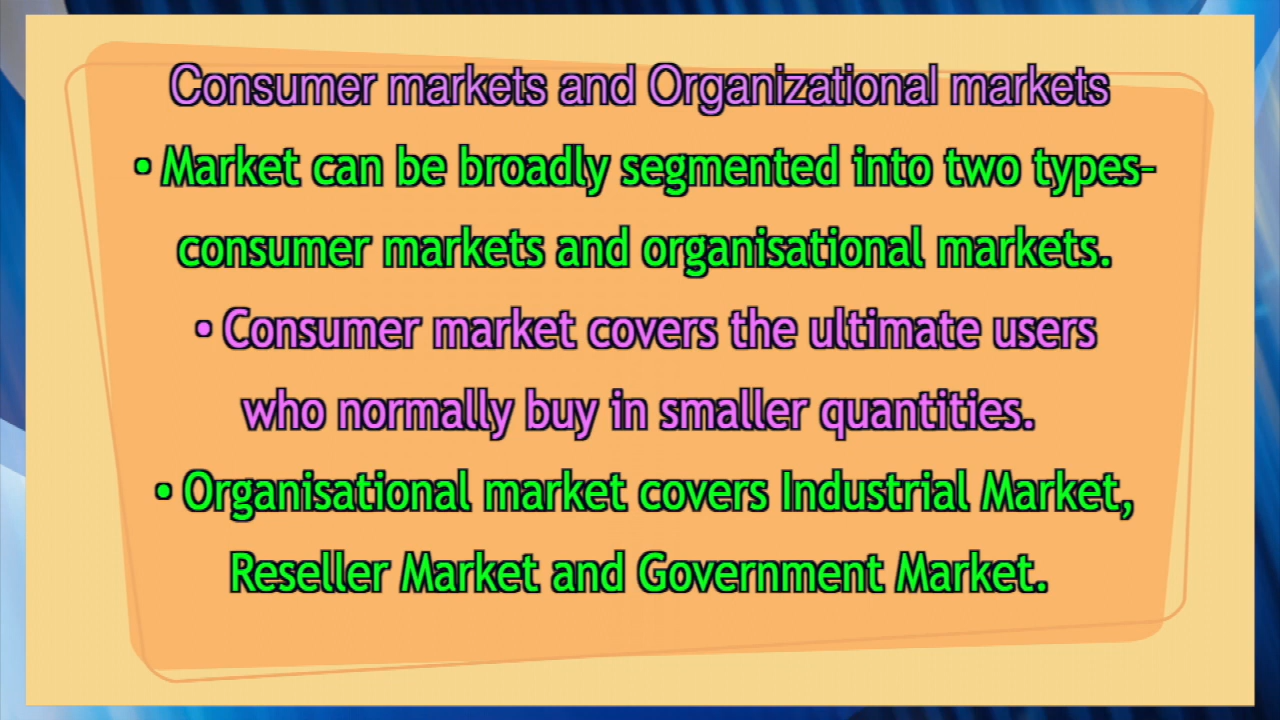 Consumer markets and Organizational markets
• Market can be broadly segmented into two types-
consumer markets and organisational markets.
• Consumer market covers the ultimate users
who normally buy in smaller quantities.
• Organisational market covers Industrial Market,
Reseller Market and Government Market.